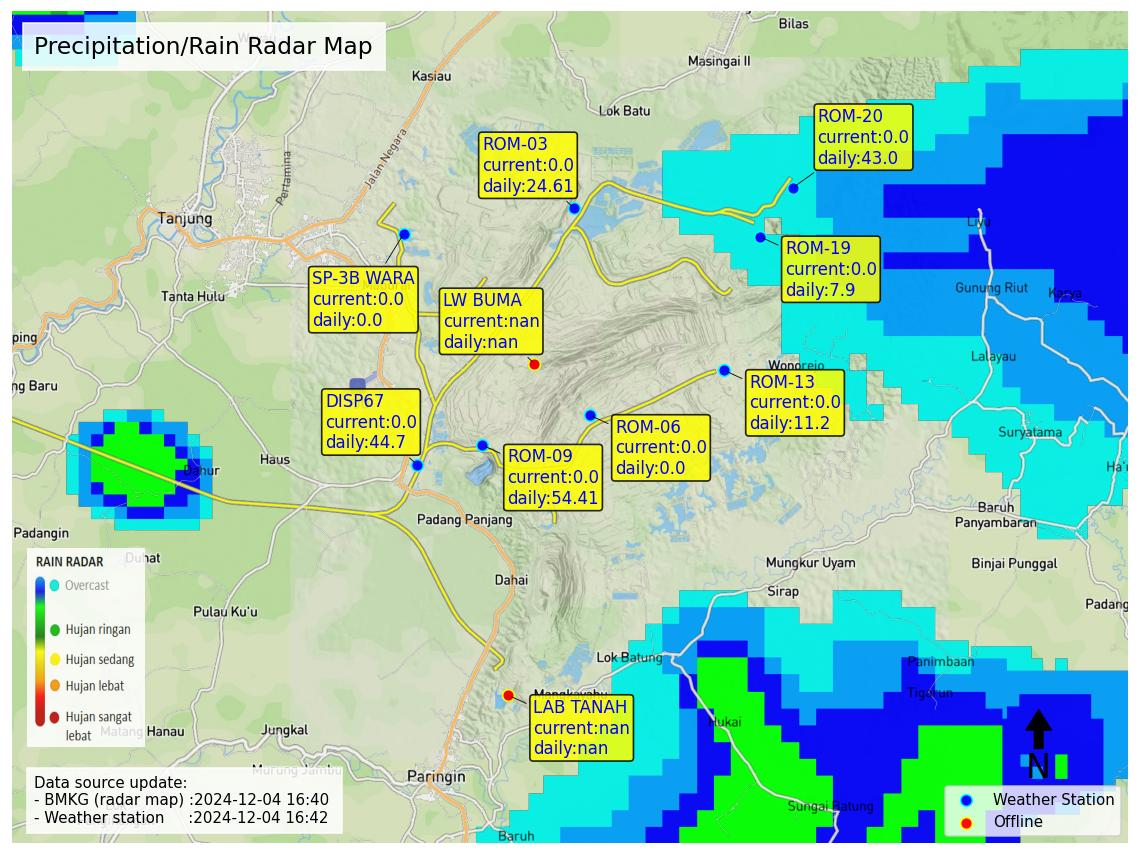 Precipitation/Rain Radar Map
Bilas
Masingai II
Kasiau
Lok Batu
Jalan Negara
Pertamina
Tanjung
Tanta Hulu
ping
ng Baru
ROM-20
current:0.0
daily:43.0
ROM-03
current:0.0
daily:24.61
ROM-19
current:0.0
daily:7.9
SP-3B WARA
current:0.0
daily:0.0
LW BUMA
current:nan
daily:nan
Liyu
Gunung Riut
Karya
Lalayau
Wonorejo
ROM-13
current:0.0
daily:11.2
DISP67
current:0.0
daily:44.7
ROM-06
current:0.0
daily:0.0
ROM-09
current:0.0
daily:54.41
Suryatama
Haus
Dahur
Padangin
Duhat
Padang Panjang
Baruh
Panyambaran
Mungkur Uyam
Binjai Punggal
Padang
Sirap
Dahai
Pulau Ku'u
RAIN RADAR
Overcast
Hujan ringan
Hujan sedang
Hujan lebat
Hujan sangat
lebat
Lok Batung
Panimbaan
Mangkayahu
LAB TANAH
current:nan
daily:nan
Hukai
Matang Hanau
Jungkal
Murung Jambu
Paringin
Sungai Batung
Baruh
N
Data source update:
- BMKG (radar map) :2024-12-04 16:40
- Weather station :2024-12-04 16:42
Weather Station
Offline